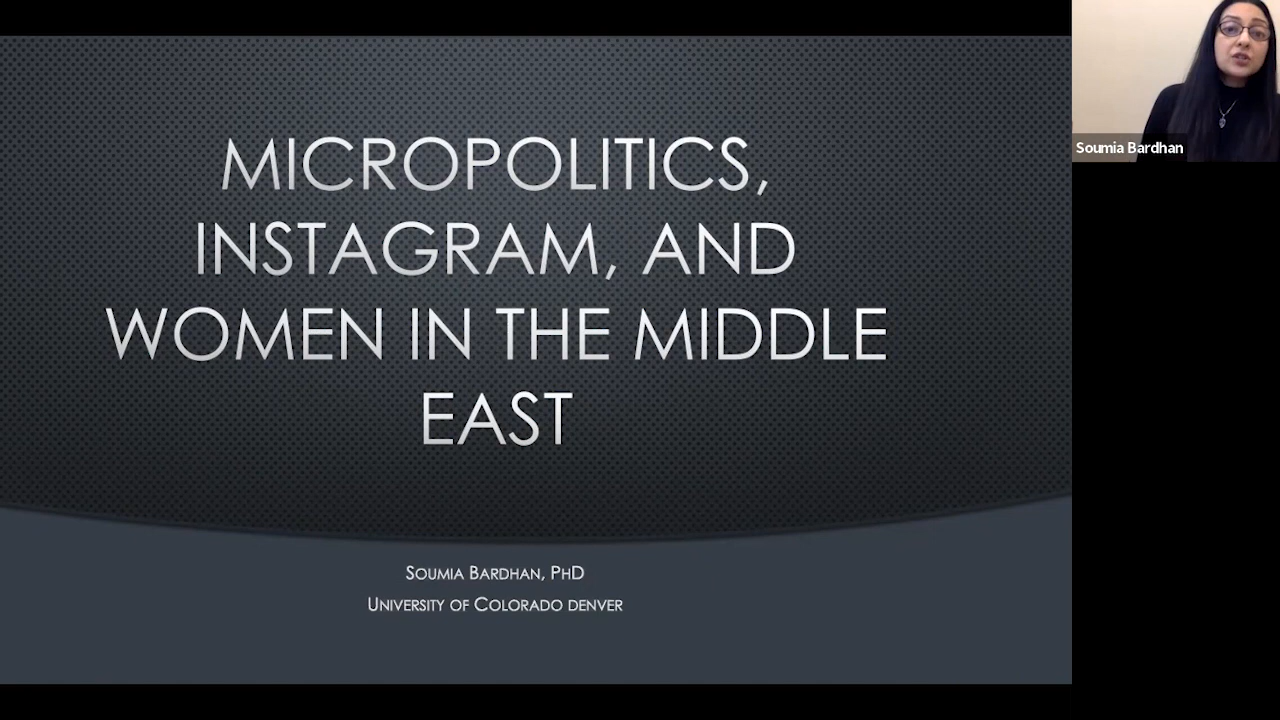 MICROPOLITICS,
INSTAGRAM, AND
WOMEN IN THE MIDDLE
EAST
SOUMIA BARDHAN, PHD
UNIVERSITY OF COLORADO DENVER
Soumia Bardhan